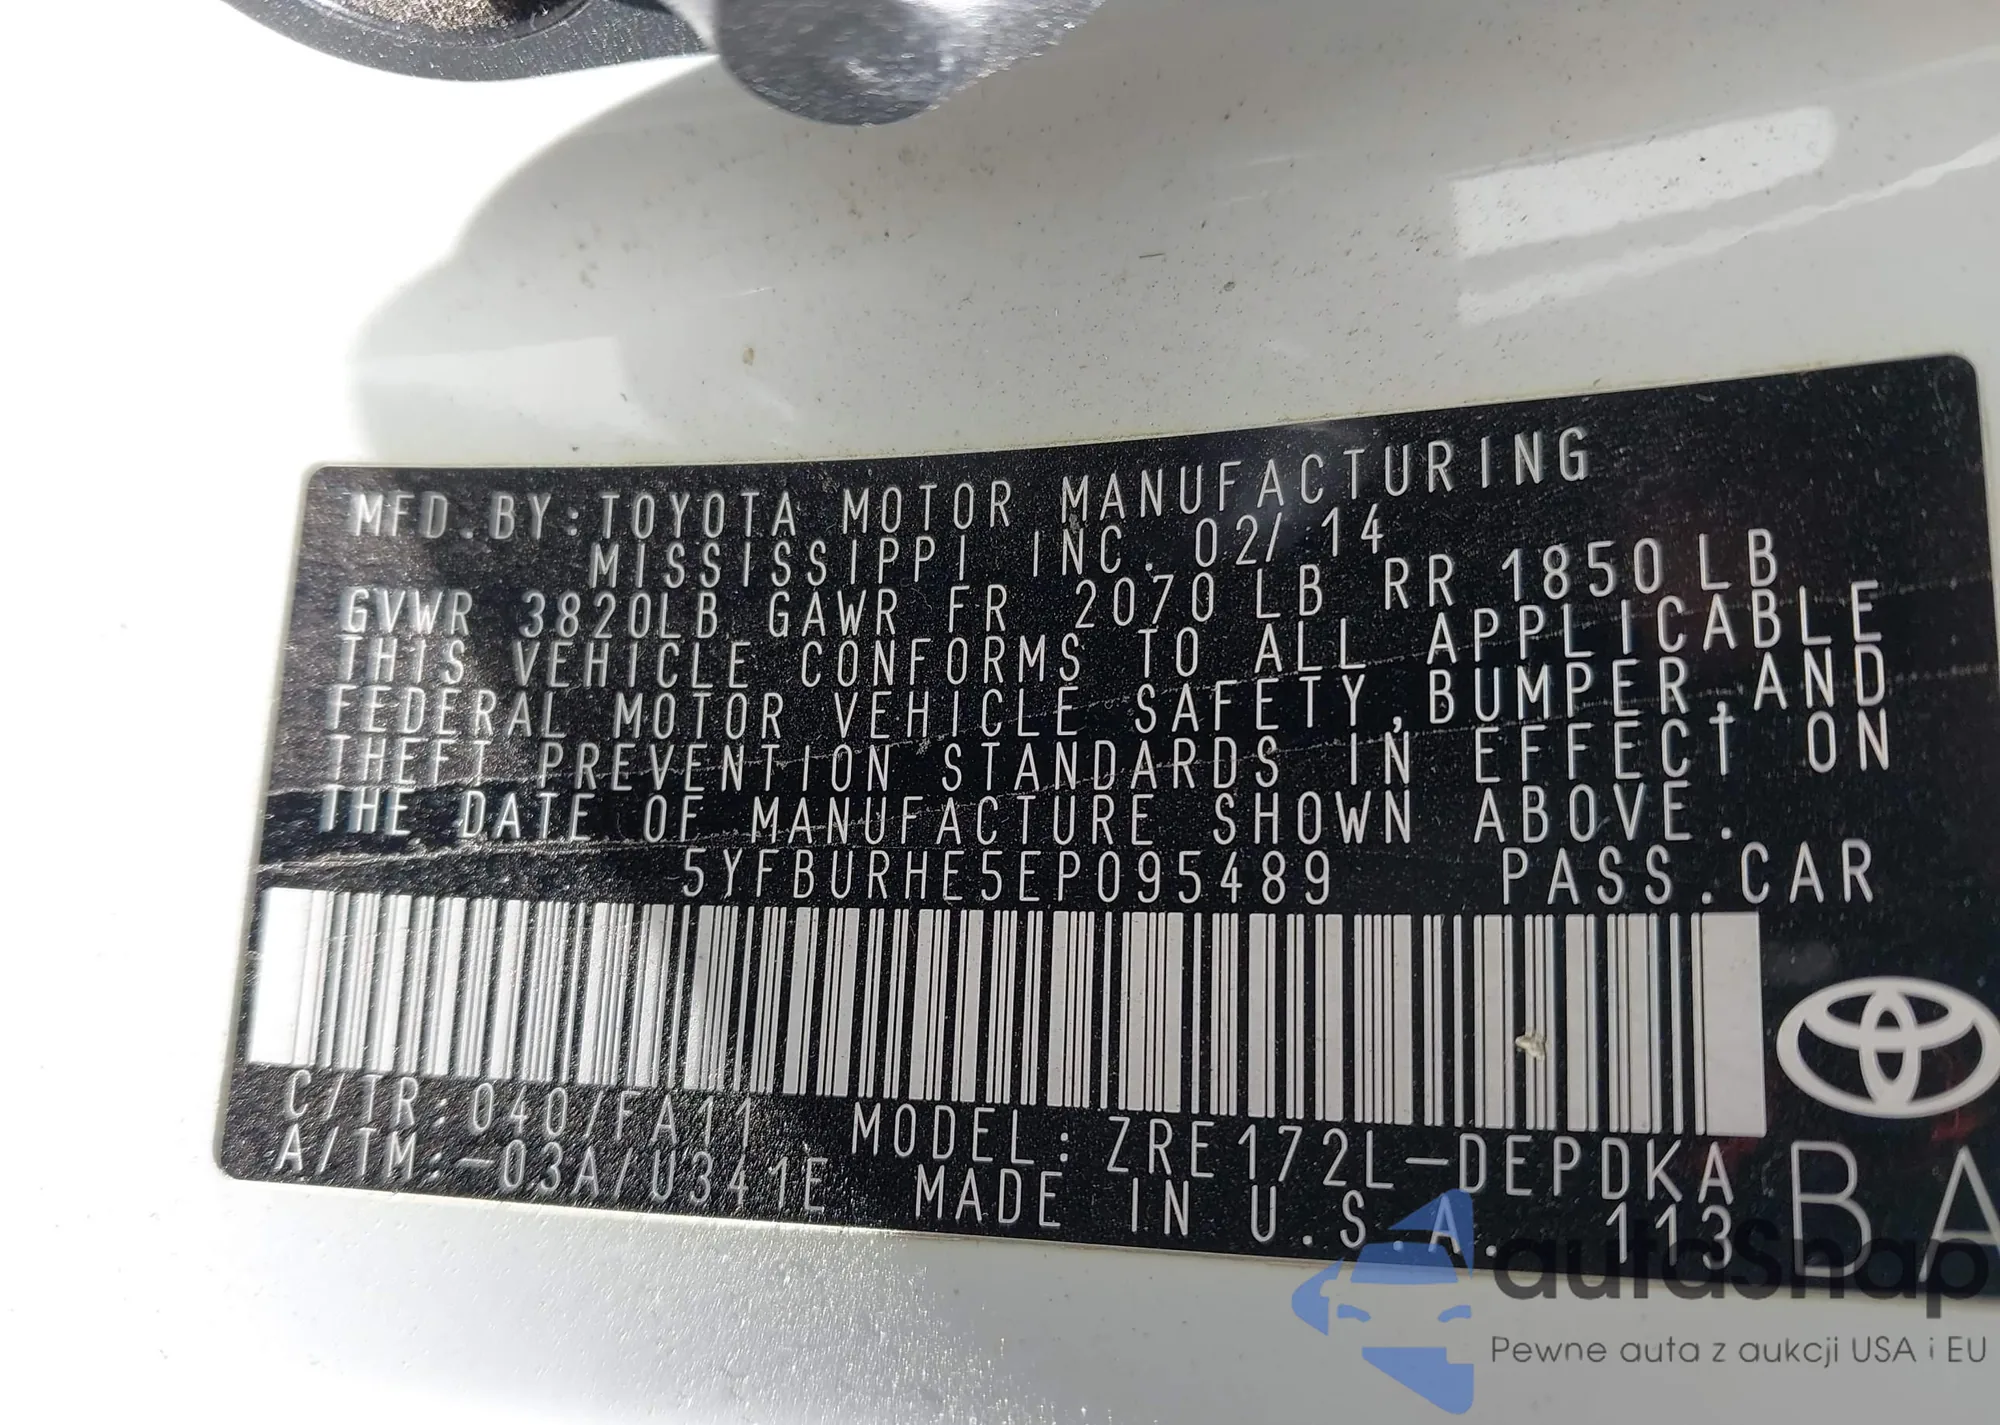 MFD.BY:TOYOTA MOTOR MANUFACTURING
MISSISSIPPI INC. 02/14
GVWR 3820LB GAWR FR 2070LB RR 1850LB
THIS VEHICLE CONFORMS TO ALL APPLICABLE
FEDERAL MOTOR VEHICLE SAFETY,BUMPER,AND
THEFT PREVENTION STANDARDS IN EFFECT ON
THE DATE OF MANUFACTURE SHOWN ABOVE.
5YFBURHE5EP095489 PASS.CAR
C/TR:040/FA11 MODEL:ZRE172L-DEPDKA
A/TM:-03A/U341E MADE IN U.S.A. 113 BA
autoSnap
Pewne auta z aukcji USA i EU